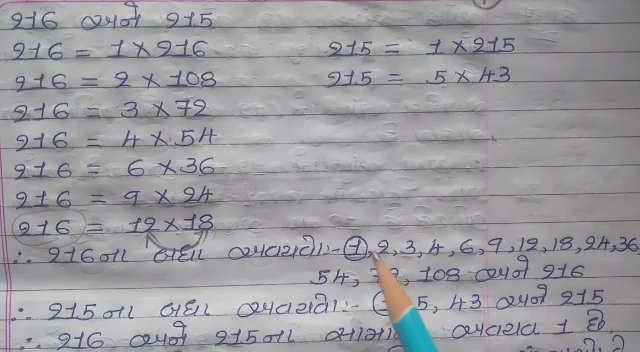 216 અને 215
216 = 1 × 216 215 = 1 × 215
216 = 2 × 108 215 = 5 × 43
216 = 3 × 72
216 = 4 × 54
216 = 6 × 36
216 = 9 × 24
216 = 12 × 18
∴ 216ના બધા અવયવો:- 1, 2, 3, 4, 6, 9, 12, 18, 24, 36
54, 108 અને 216
∴ 215ના બધા અવયવો:- 5, 43 અને 215
∴ 216 અને 215ના અવયવ 1 છે.